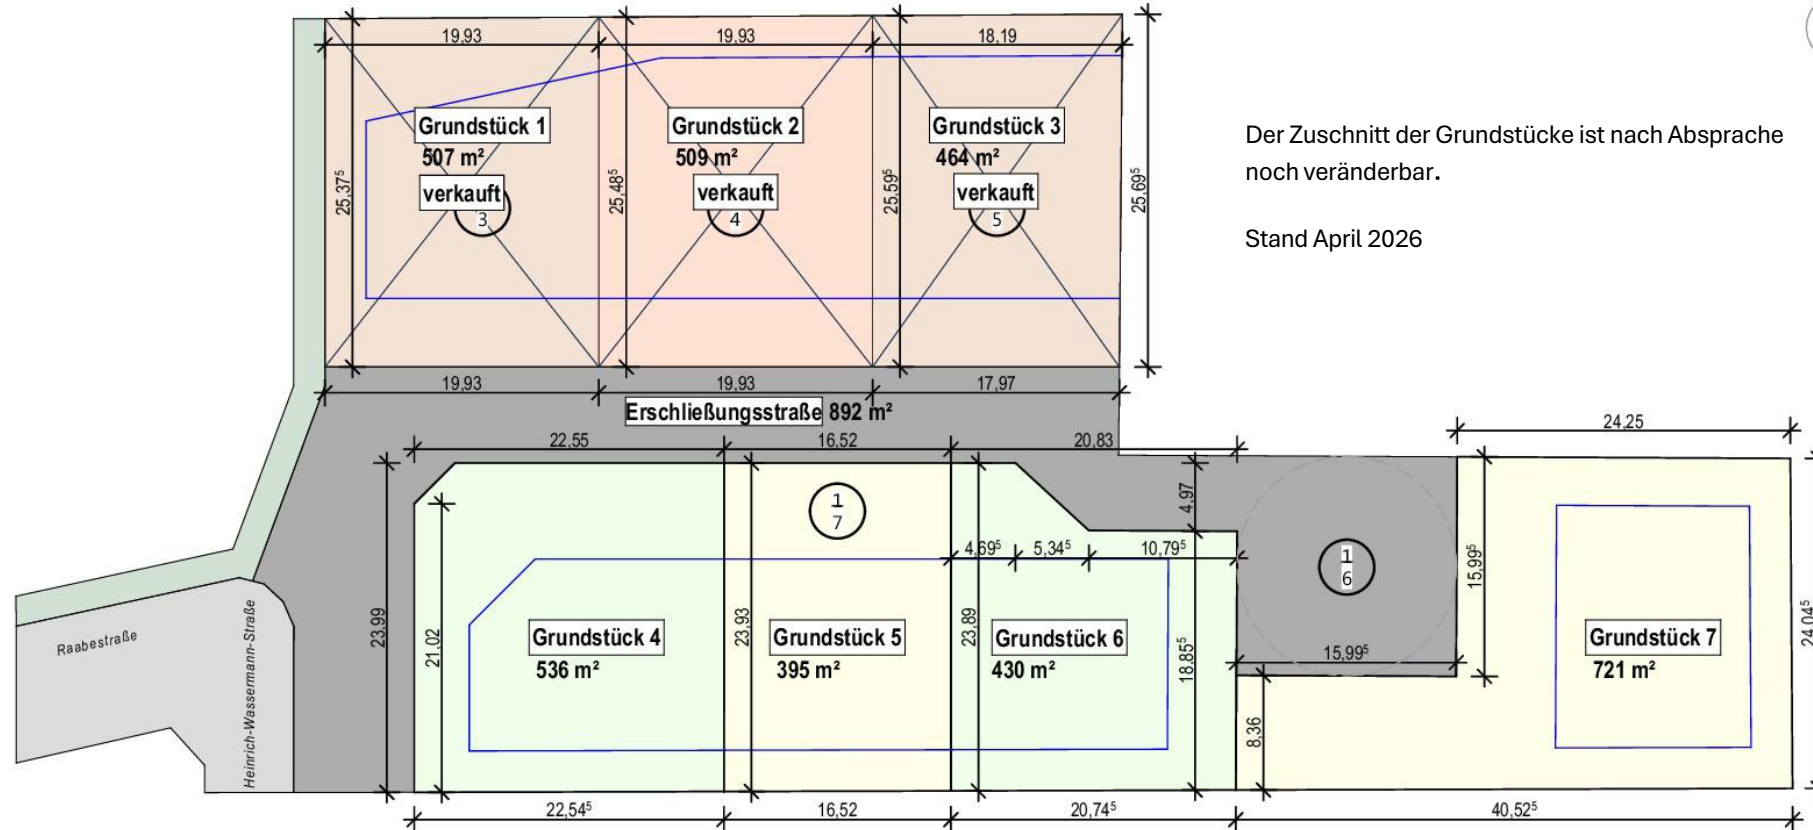 19,93
19,93
18,19
24,25
Grundstück 1
507 m²
verkauft
3
25,37⁵
Grundstück 2
509 m²
verkauft
4
25,48⁵
Grundstück 3
464 m²
verkauft
5
25,59⁵
25,69⁵
Der Zuschnitt der Grundstücke ist nach Absprache
noch veränderbar.
Stand April 2026
19,93
19,93
17,97
Erschließungsstraße 892 m²
22,55
16,52
20,83
1
7
4,97
4,69⁵
5,34⁵
10,79⁵
1
6
15,99⁵
15,99⁵
23,99
21,02
Grundstück 4
536 m²
23,93
Grundstück 5
395 m²
23,89
Grundstück 6
430 m²
18,85⁵
8,36
Grundstück 7
721 m²
24,04⁵
Raabestraße
Heinrich-Wassermann-Straße
22,54⁵
16,52
20,74⁵
40,52⁵